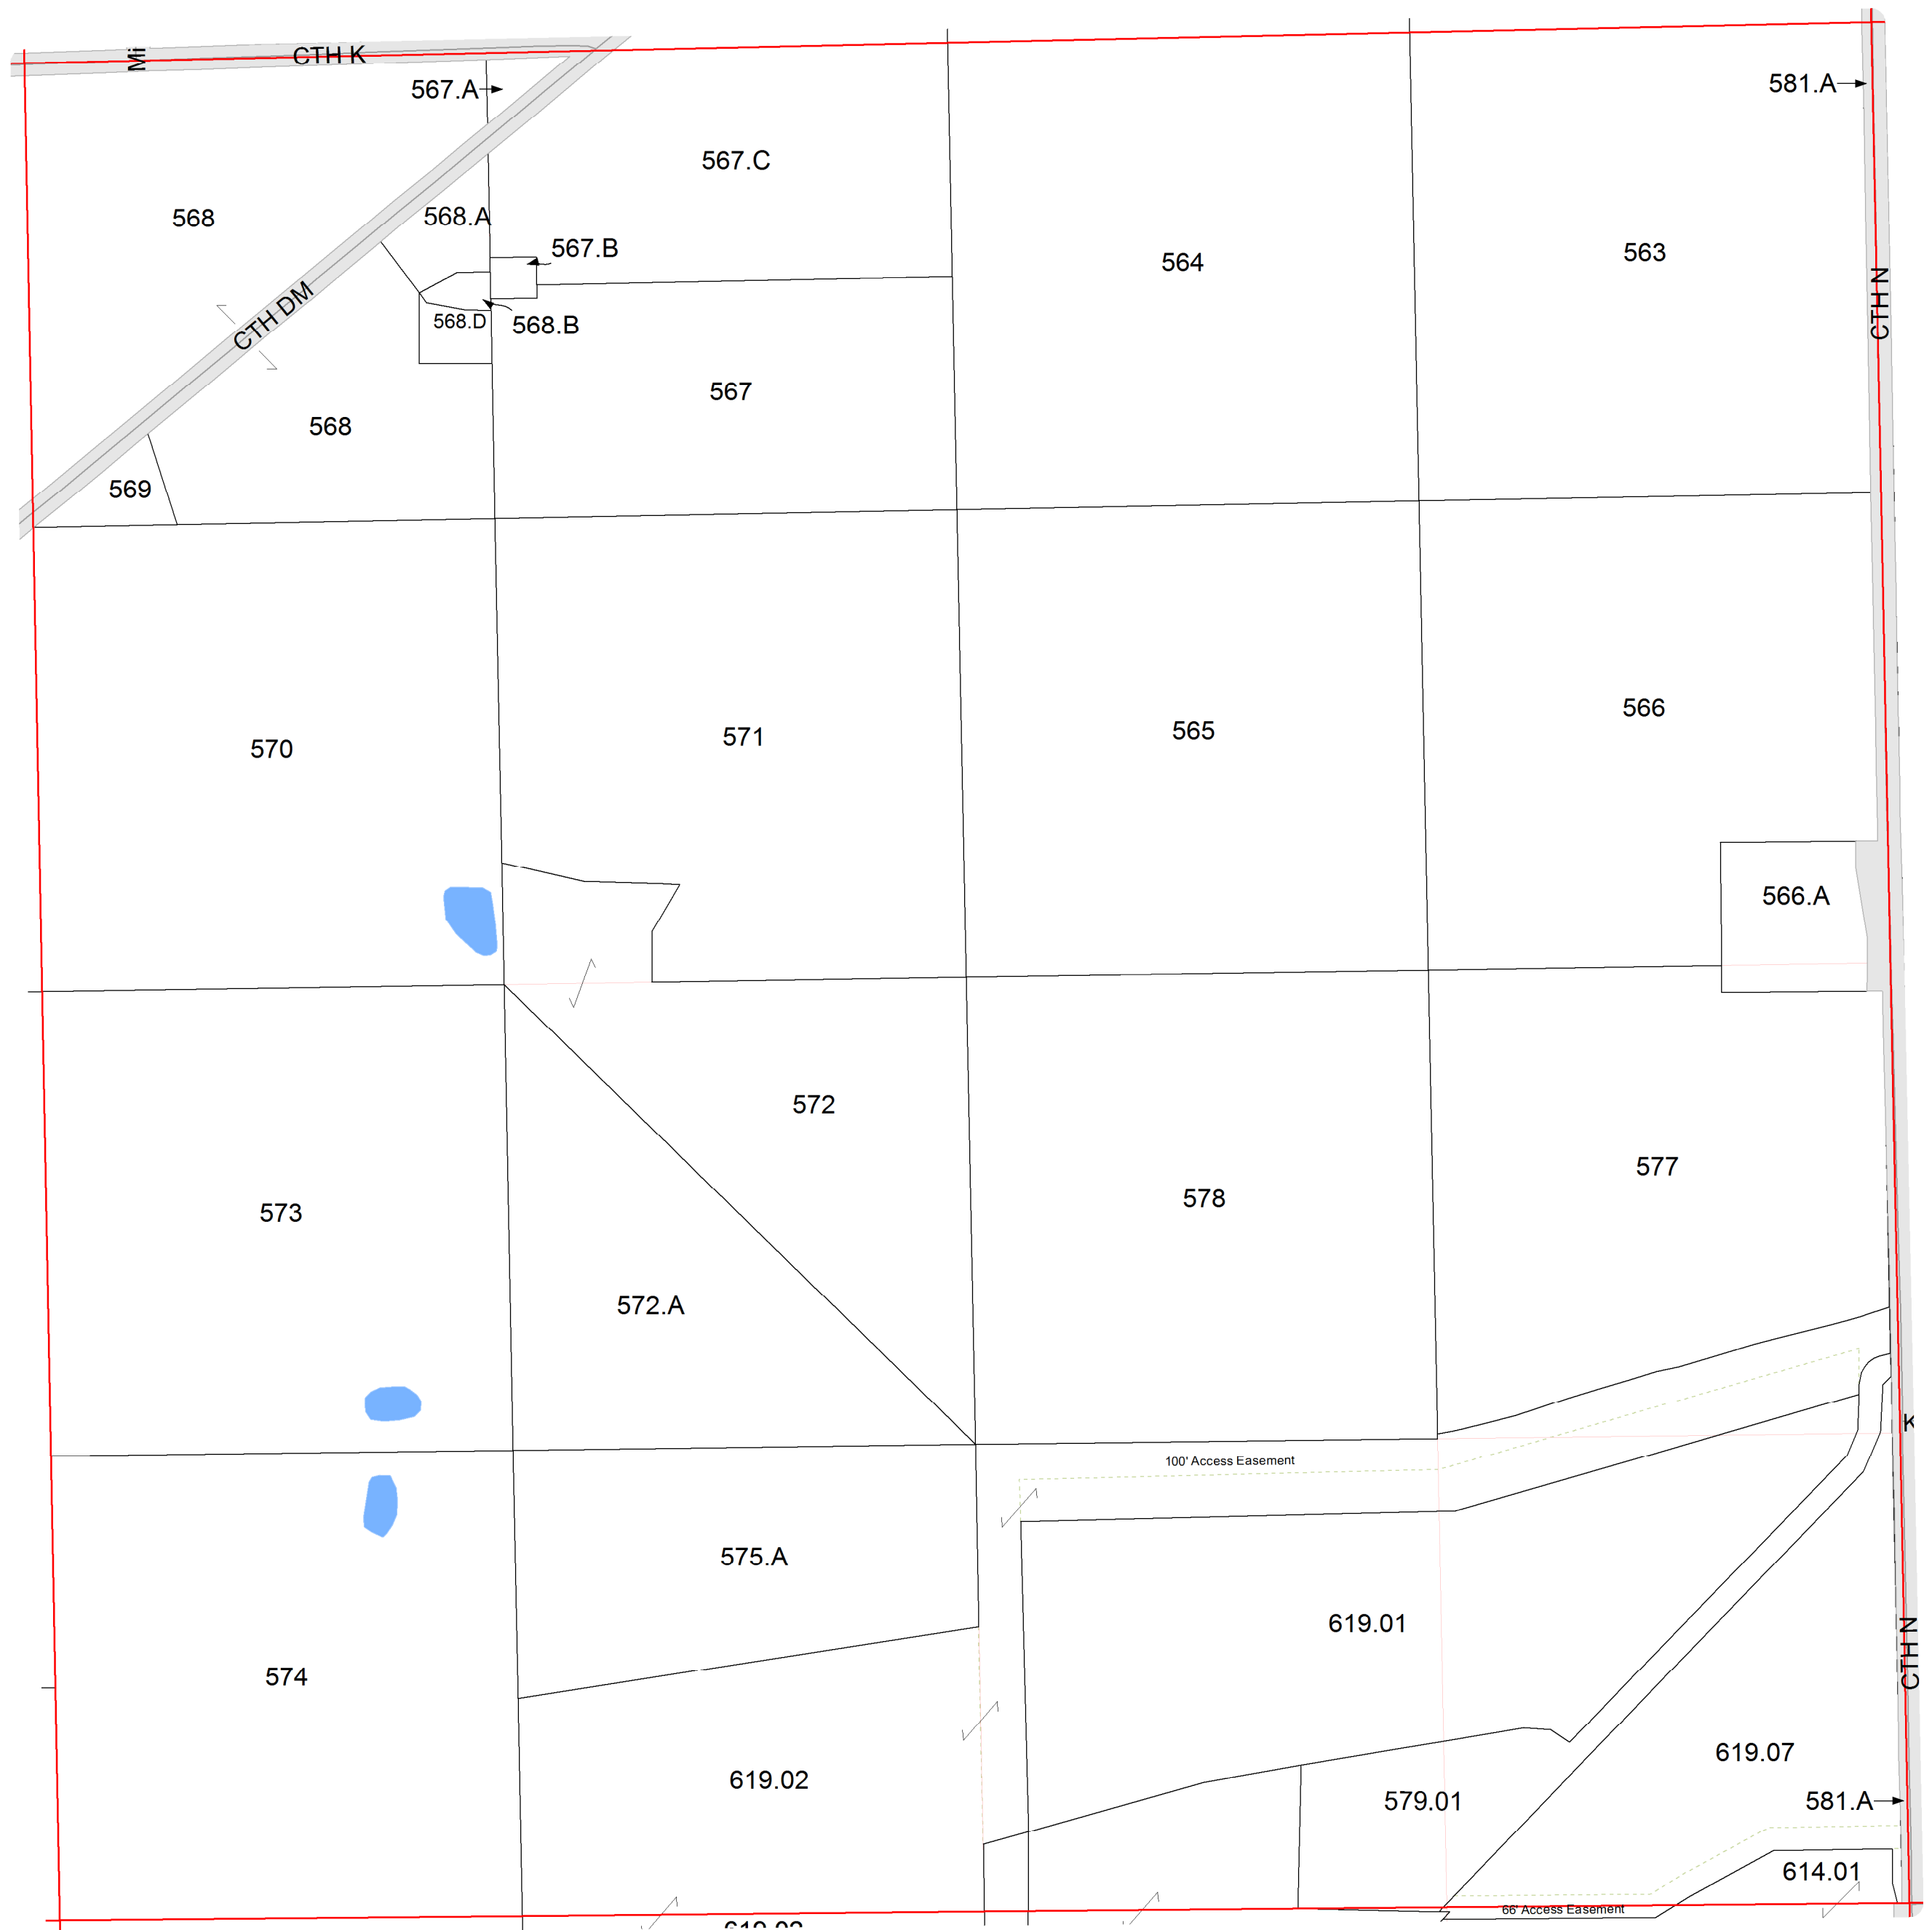 Mi
CTH K
567.A
581.A
567.C
568
568.A
567.B
563
564
CTH N
CTH DM
568.D
568.B
567
568
569
566
565
571
570
566.A
572
577
578
573
572.A
K
100' Access Easement
575.A
619.01
CTH N
574
619.07
619.02
579.01
581.A
614.01
66' Access Easement